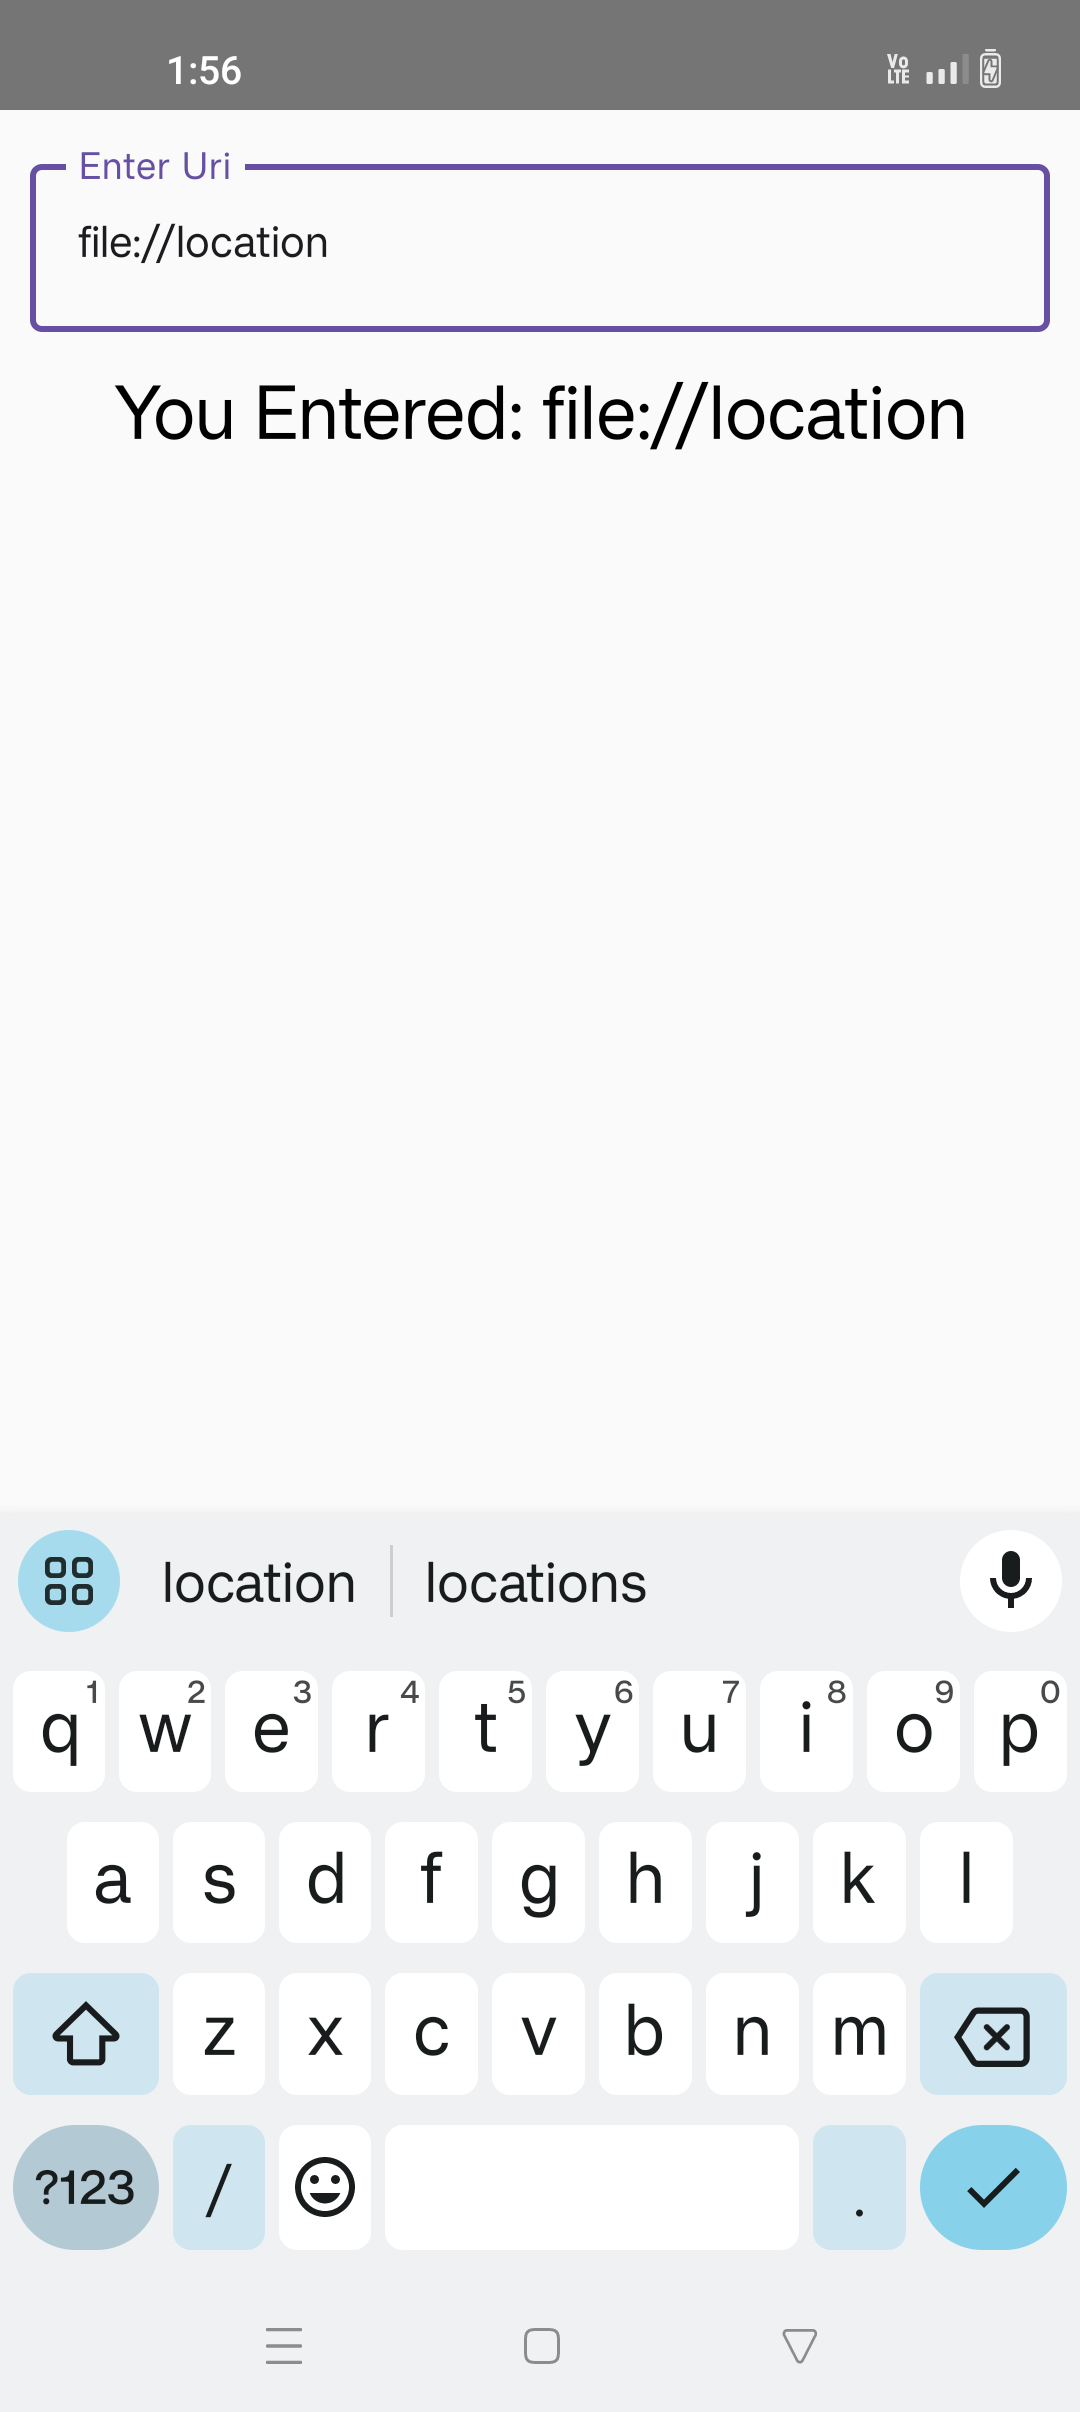 1:56
Vo
LTE
Enter Uri
file://location
You Entered: file://location
location
locations
q 1 w 2 e 3 r 4 t 5 y 6 u 7 i 8 o 9 p 0
a s d f g h j k l
z x c v b n m
?123 / .